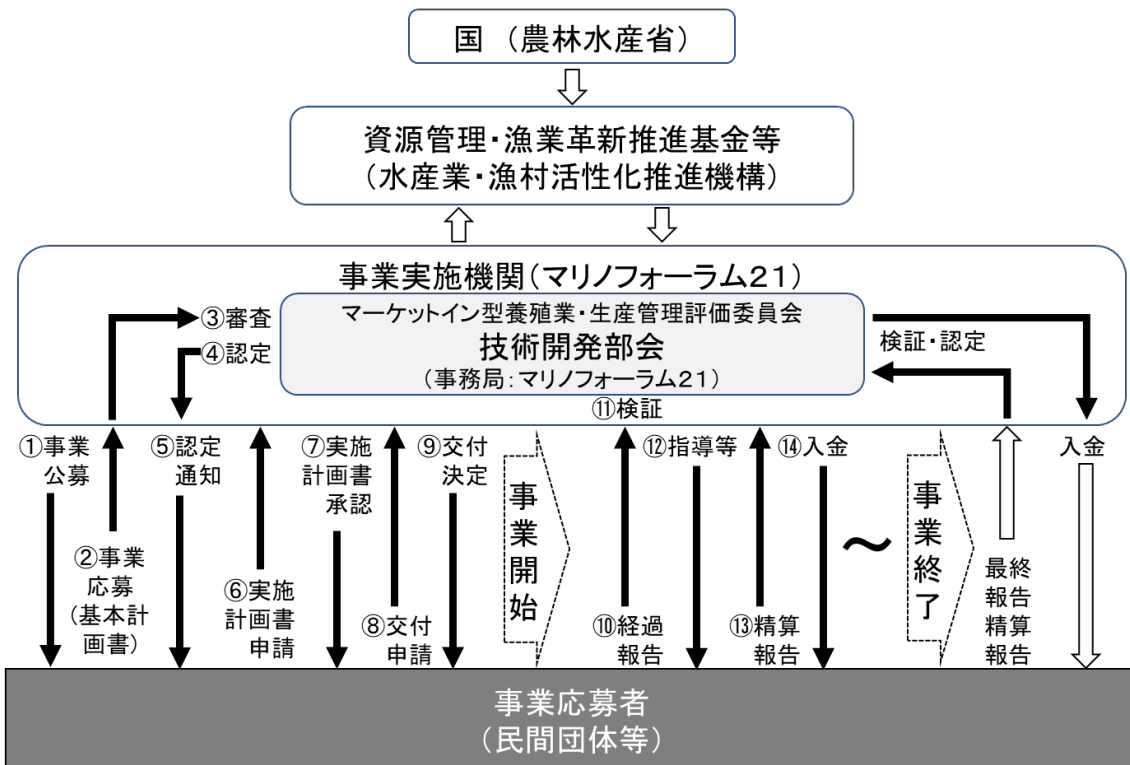 国 （農林水産省）
資源管理・漁業革新推進基金等
（水産業・漁村活性化推進機構）
事業実施機関（マリノフォーラム２１）
マーケットイン型養殖業・生産管理評価委員会
技術開発部会
（事務局：マリノフォーラム２１）
③審査
④認定
検証・認定
⑪検証
①事業
公募
②事業
応募
（基本計
画書）
⑤認定
通知
⑥実施
計画書
申請
⑦実施
計画書
承認
⑧交付
申請
⑨交付
決定
事業開始
⑩経過
報告
⑫指導等
⑬精算
報告
⑭入金
～
事業終了
最終
報告
精算
報告
入金
事業応募者
（民間団体等）